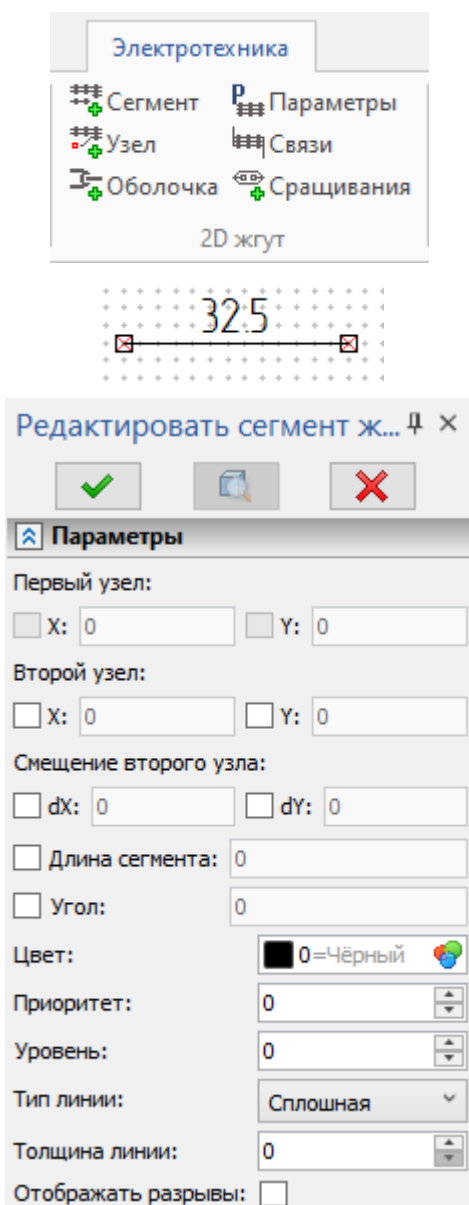 Электротехника
Сегмент Параметры
Узел Связи
Оболочка Сращивания
2D жгут
32.5
Редактировать сегмент ж...
Параметры
Первый узел:
X: 0 Y: 0
Второй узел:
X: 0 Y: 0
Смещение второго узла:
dX: 0 dY: 0
Длина сегмента: 0
Угол: 0
Цвет: 0=Чёрный
Приоритет: 0
Уровень: 0
Тип линии: Сплошная
Толщина линии: 0
Отображать разрывы: